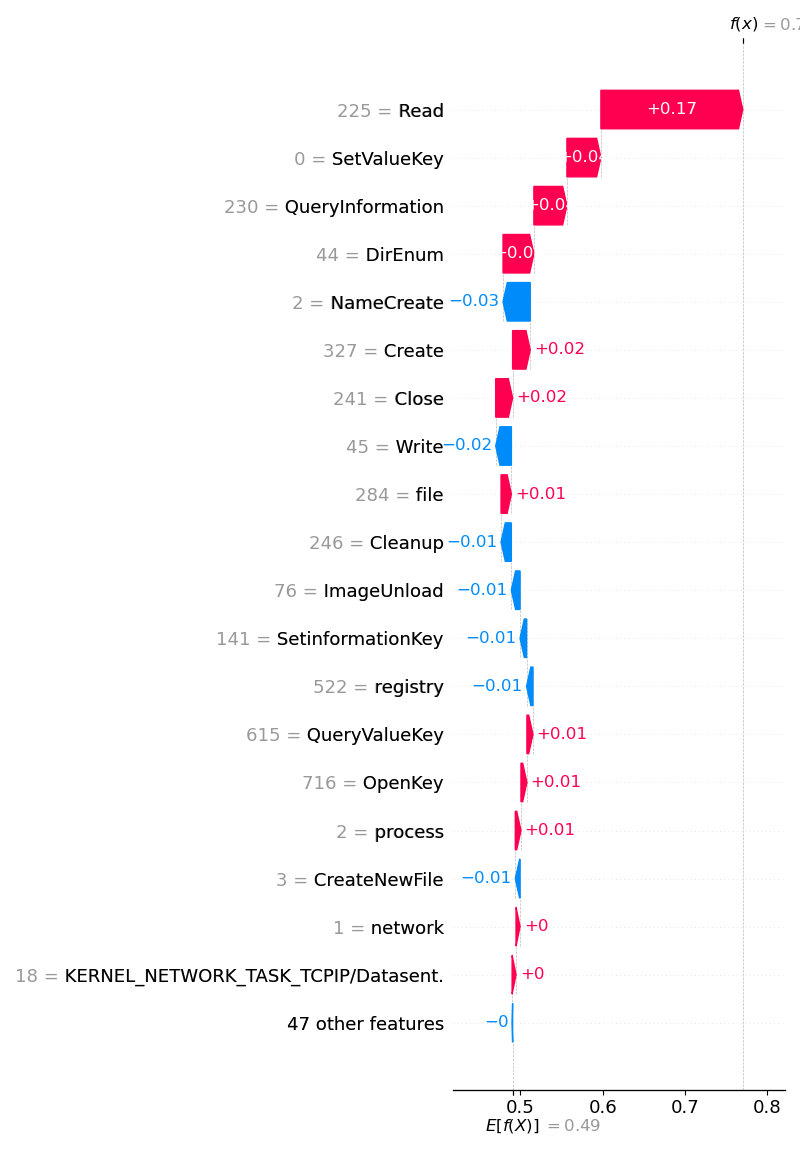 f(x) = 0.7
+0.17
225 = Read
0 = SetValueKey
230 = QueryInformation
44 = DirEnum
2 = NameCreate
−0.03
327 = Create
+0.02
241 = Close
+0.02
45 = Write
−0.02
284 = file
+0.01
246 = Cleanup
−0.01
76 = ImageUnload
−0.01
141 = SetinformationKey
−0.01
522 = registry
−0.01
615 = QueryValueKey
+0.01
716 = OpenKey
+0.01
2 = process
+0.01
3 = CreateNewFile
−0.01
1 = network
+0
18 = KERNEL_NETWORK_TASK_TCPIP/Datasent.
+0
47 other features
−0
0.5 0.6 0.7 0.8
E[f(X)] = 0.49